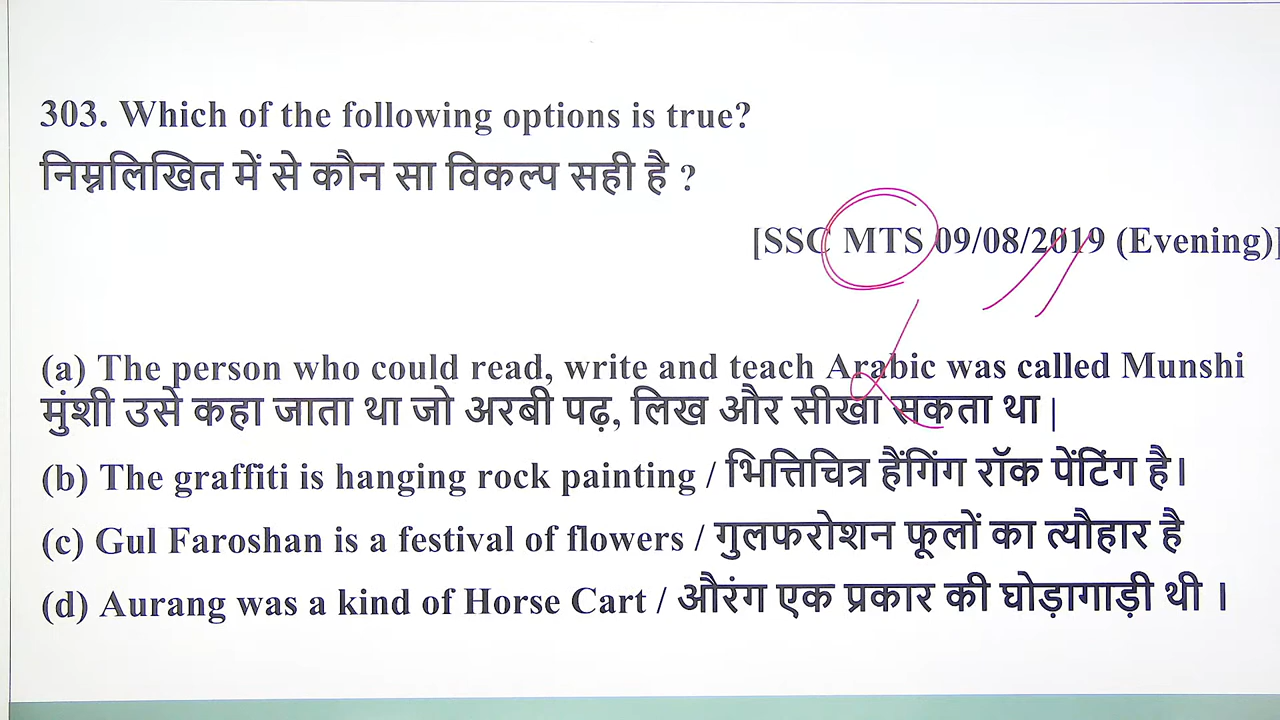 303. Which of the following options is true?
निम्नलिखित में से कौन सा विकल्प सही है ?
[SSC MTS 09/08/2019 (Evening)]
(a) The person who could read, write and teach Arabic was called Munshi
मुंशी उसे कहा जाता था जो अरबी पढ़, लिख और सीखा सकता था |
(b) The graffiti is hanging rock painting / भित्तिचित्र हैंगिंग रॉक पेंटिंग है।
(c) Gul Faroshan is a festival of flowers / गुलफरोशन फूलों का त्यौहार है
(d) Aurang was a kind of Horse Cart / औरंग एक प्रकार की घोड़ागाड़ी थी ।